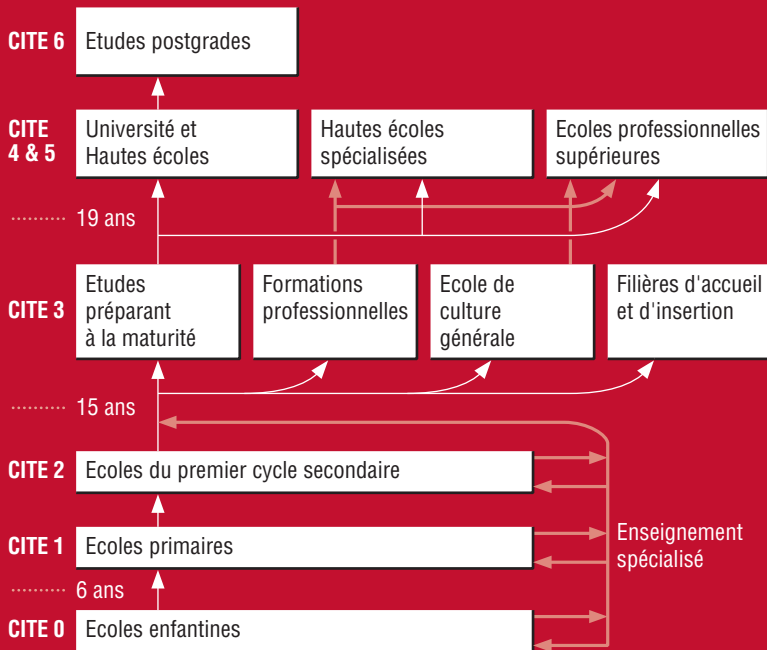 CITE 6
Etudes postgrades
CITE
4 & 5
Université et
Hautes écoles
Hautes écoles
spécialisées
Ecoles professionnelles
supérieures
19 ans
CITE 3
Etudes
préparant
à la maturité
Formations
professionnelles
Ecole de
culture
générale
Filières d'accueil
et d'insertion
15 ans
CITE 2
Ecoles du premier cycle secondaire
CITE 1
Ecoles primaires
Enseignement
spécialisé
6 ans
CITE 0
Ecoles enfantines